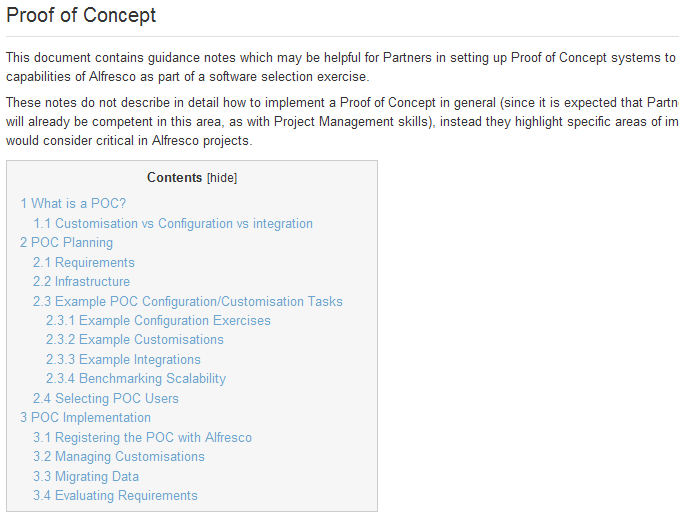 Proof of Concept
This document contains guidance notes which may be helpful for Partners in setting up Proof of Concept systems to
capabilities of Alfresco as part of a software selection exercise.
These notes do not describe in detail how to implement a Proof of Concept in general (since it is expected that
will already be competent in this area, as with Project Management skills), instead they highlight specific areas of
would consider critical in Alfresco projects.
Contents [hide]
1 What is a POC?
1.1 Customisation vs Configuration vs integration
2 POC Planning
2.1 Requirements
2.2 Infrastructure
2.3 Example POC Configuration/Customisation Tasks
2.3.1 Example Configuration Exercises
2.3.2 Example Customisations
2.3.3 Example Integrations
2.3.4 Benchmarking Scalability
2.4 Selecting POC Users
3 POC Implementation
3.1 Registering the POC with Alfresco
3.2 Managing Customisations
3.3 Migrating Data
3.4 Evaluating Requirements